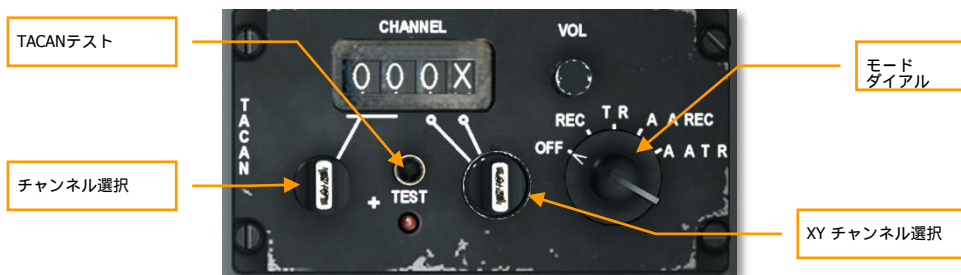 TACANテスト
チャンネル選択
CHANNEL
000X
TACAN
+ TEST
VOL
OFF REC T R A A REC A A T R
モード
ダイアル
XY チャンネル選択